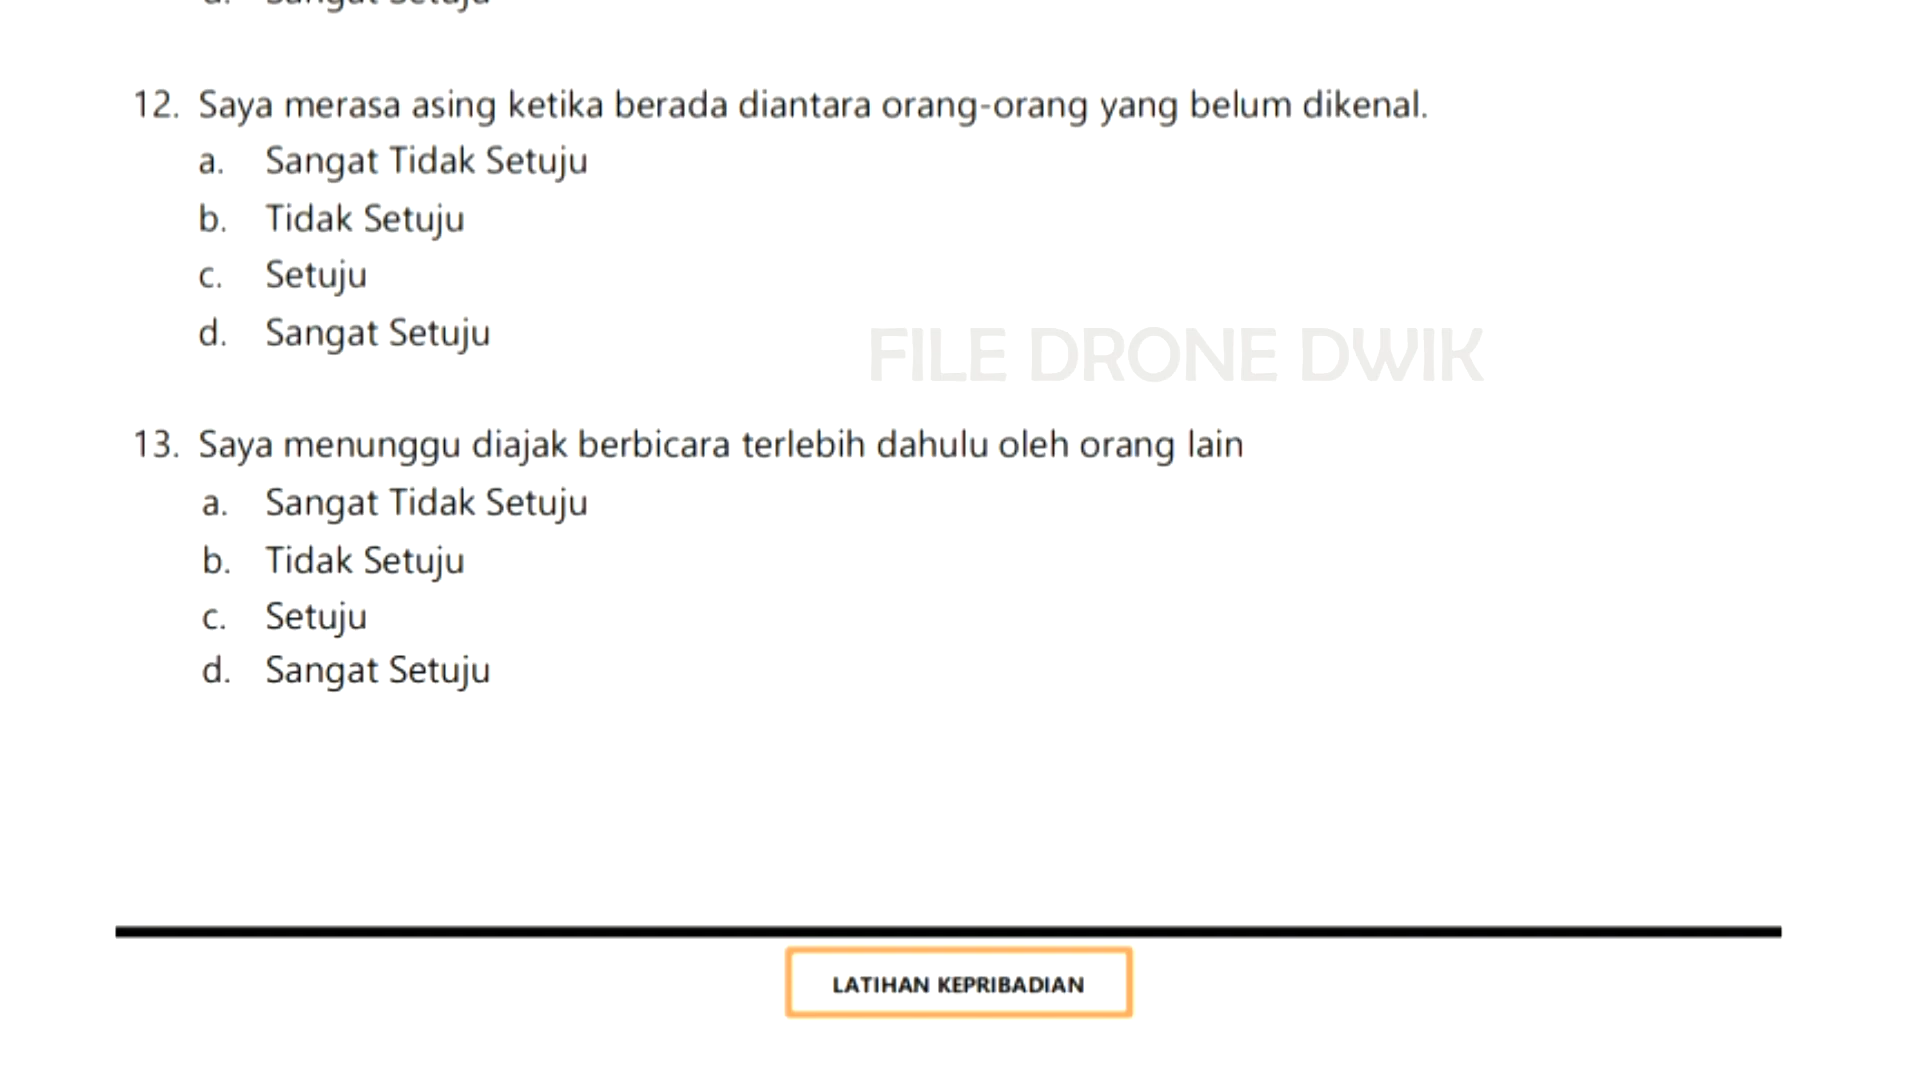 d. Sangat Setuju
12. Saya merasa asing ketika berada diantara orang-orang yang belum dikenal.
a. Sangat Tidak Setuju
b. Tidak Setuju
c. Setuju
d. Sangat Setuju
FILE DRONE DWIK
13. Saya menunggu diajak berbicara terlebih dahulu oleh orang lain
a. Sangat Tidak Setuju
b. Tidak Setuju
c. Setuju
d. Sangat Setuju
LATIHAN KEPRIBADIAN